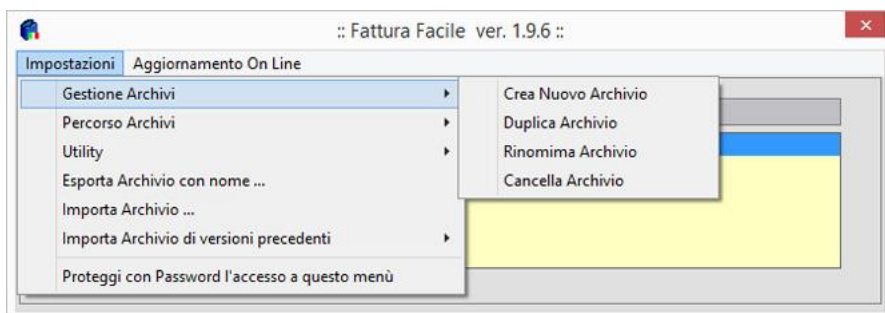 :: Fattura Facile ver. 1.9.6 ::
Impostazioni Aggiornamento On Line
Gestione Archivi
Percorso Archivi
Utility
Esporta Archivio con nome ...
Importa Archivio ...
Importa Archivio di versioni precedenti
Proteggi con Password l'accesso a questo menù
Crea Nuovo Archivio
Duplica Archivio
Rinomima Archivio
Cancella Archivio